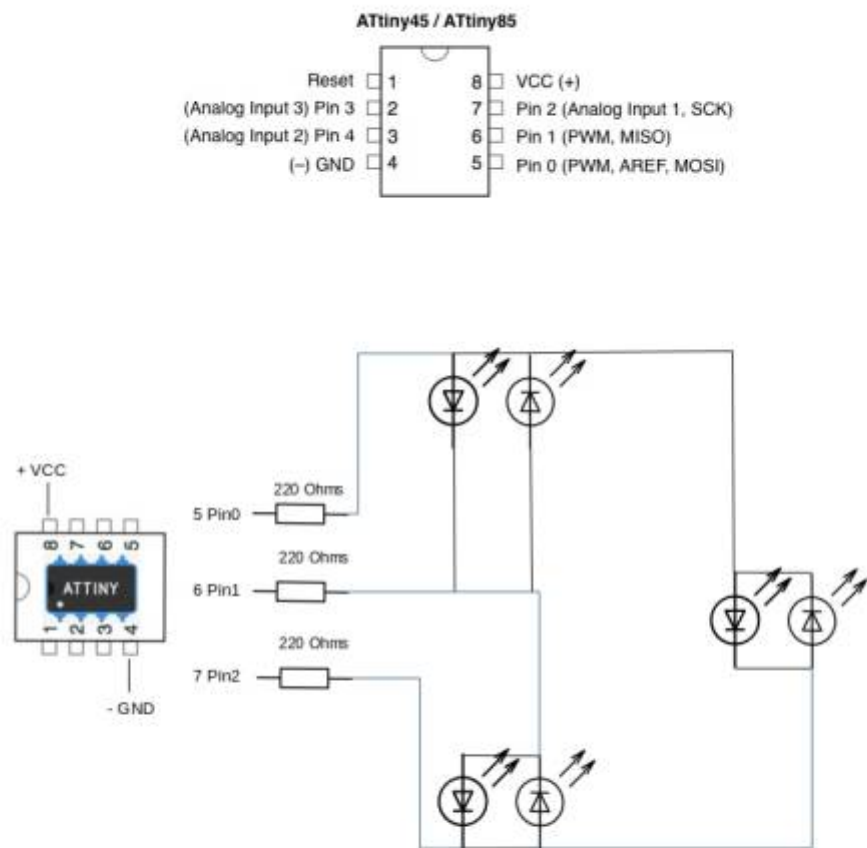 ATtiny45 / ATtiny85
Reset 1 8 VCC (+)
(Analog Input 3) Pin 3 2 7 Pin 2 (Analog Input 1, SCK)
(Analog Input 2) Pin 4 3 6 Pin 1 (PWM, MISO)
(–) GND 4 5 Pin 0 (PWM, AREF, MOSI)
+ VCC
8 7 6 5
ATTINY
1 2 3 4
- GND
220 Ohms
5 Pin0
220 Ohms
6 Pin1
220 Ohms
7 Pin2